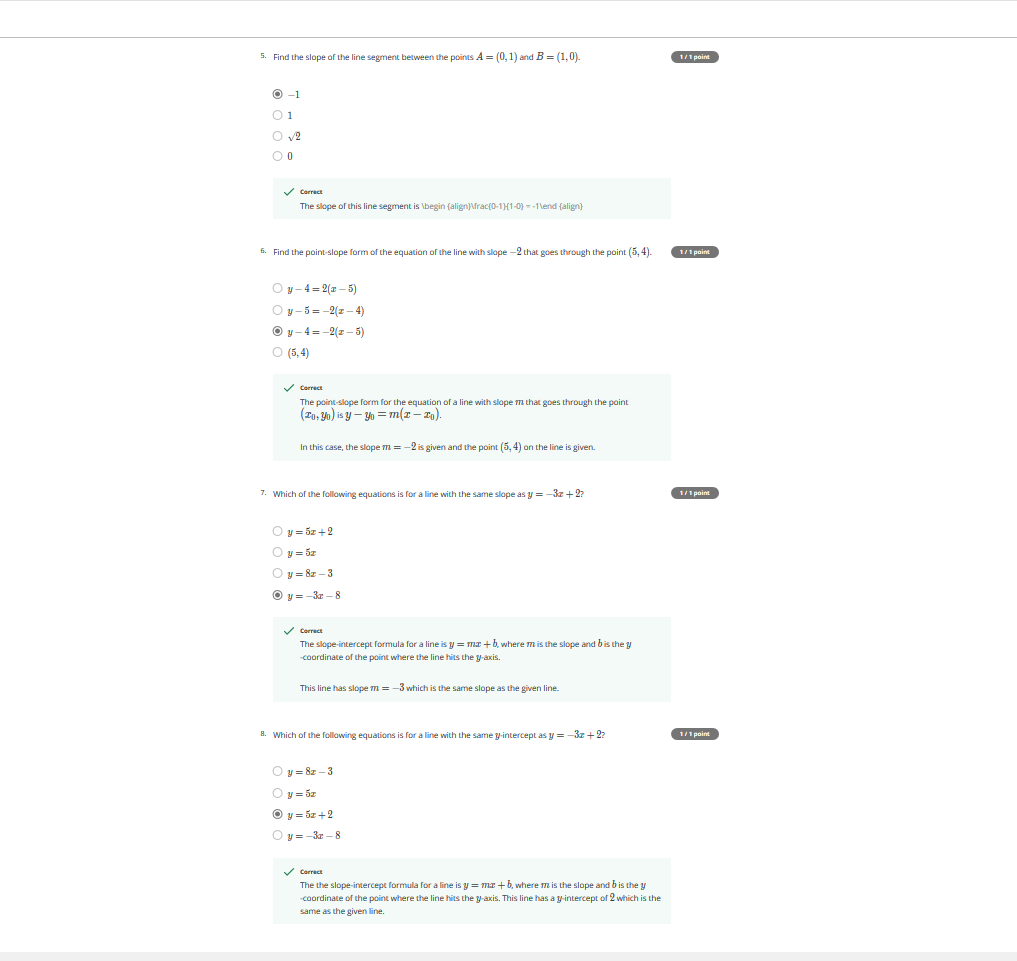 5. Find the slope of the line segment between the points A = (0, 1) and B = (1, 0).
1 / 1 point
−1
1
√2
0
Correct
The slope of this line segment is \begin {align}\frac{0-1}{1-0} = -1\end {align}
6. Find the point-slope form of the equation of the line with slope −2 that goes through the point (5, 4).
1 / 1 point
y − 4 = 2(x − 5)
y − 5 = −2(x − 4)
y − 4 = −2(x − 5)
(5, 4)
Correct
The point-slope form for the equation of a line with slope m that goes through the point
(x₀, y₀) is y − y₀ = m(x − x₀).
In this case, the slope m = −2 is given and the point (5, 4) on the line is given.
7. Which of the following equations is for a line with the same slope as y = −3x + 2?
1 / 1 point
y = 5x + 2
y = 5x
y = 8x − 3
y = −3x − 8
Correct
The slope-intercept formula for a line is y = mx + b, where m is the slope and b is the y
-coordinate of the point where the line hits the y-axis.
This line has slope m = −3 which is the same slope as the given line.
8. Which of the following equations is for a line with the same y-intercept as y = −3x + 2?
1 / 1 point
y = 8x − 3
y = 5x
y = 5x + 2
y = −3x − 8
Correct
The the slope-intercept formula for a line is y = mx + b, where m is the slope and b is the y
-coordinate of the point where the line hits the y-axis. This line has a y-intercept of 2 which is the
same as the given line.